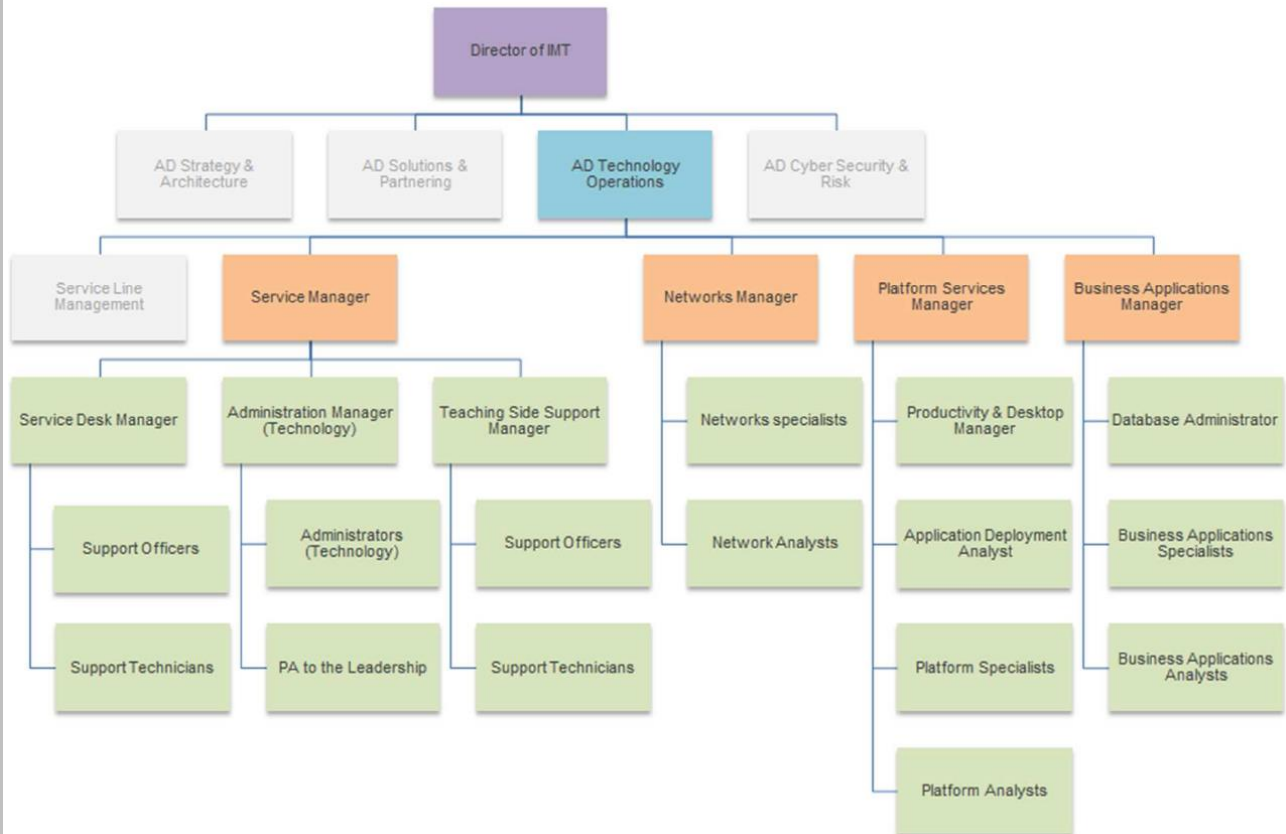 Director of IMT
AD Strategy &
Architecture
AD Solutions &
Partnering
AD Technology
Operations
AD Cyber Security &
Risk
Service Line
Management
Service Manager
Networks Manager
Platform Services
Manager
Business Applications
Manager
Service Desk Manager
Administration Manager
(Technology)
Teaching Side Support
Manager
Networks specialists
Productivity & Desktop
Manager
Database Administrator
Support Officers
Administrators
(Technology)
Support Officers
Network Analysts
Application Deployment
Analyst
Business Applications
Specialists
Support Technicians
PA to the Leadership
Support Technicians
Platform Specialists
Business Applications
Analysts
Platform Analysts